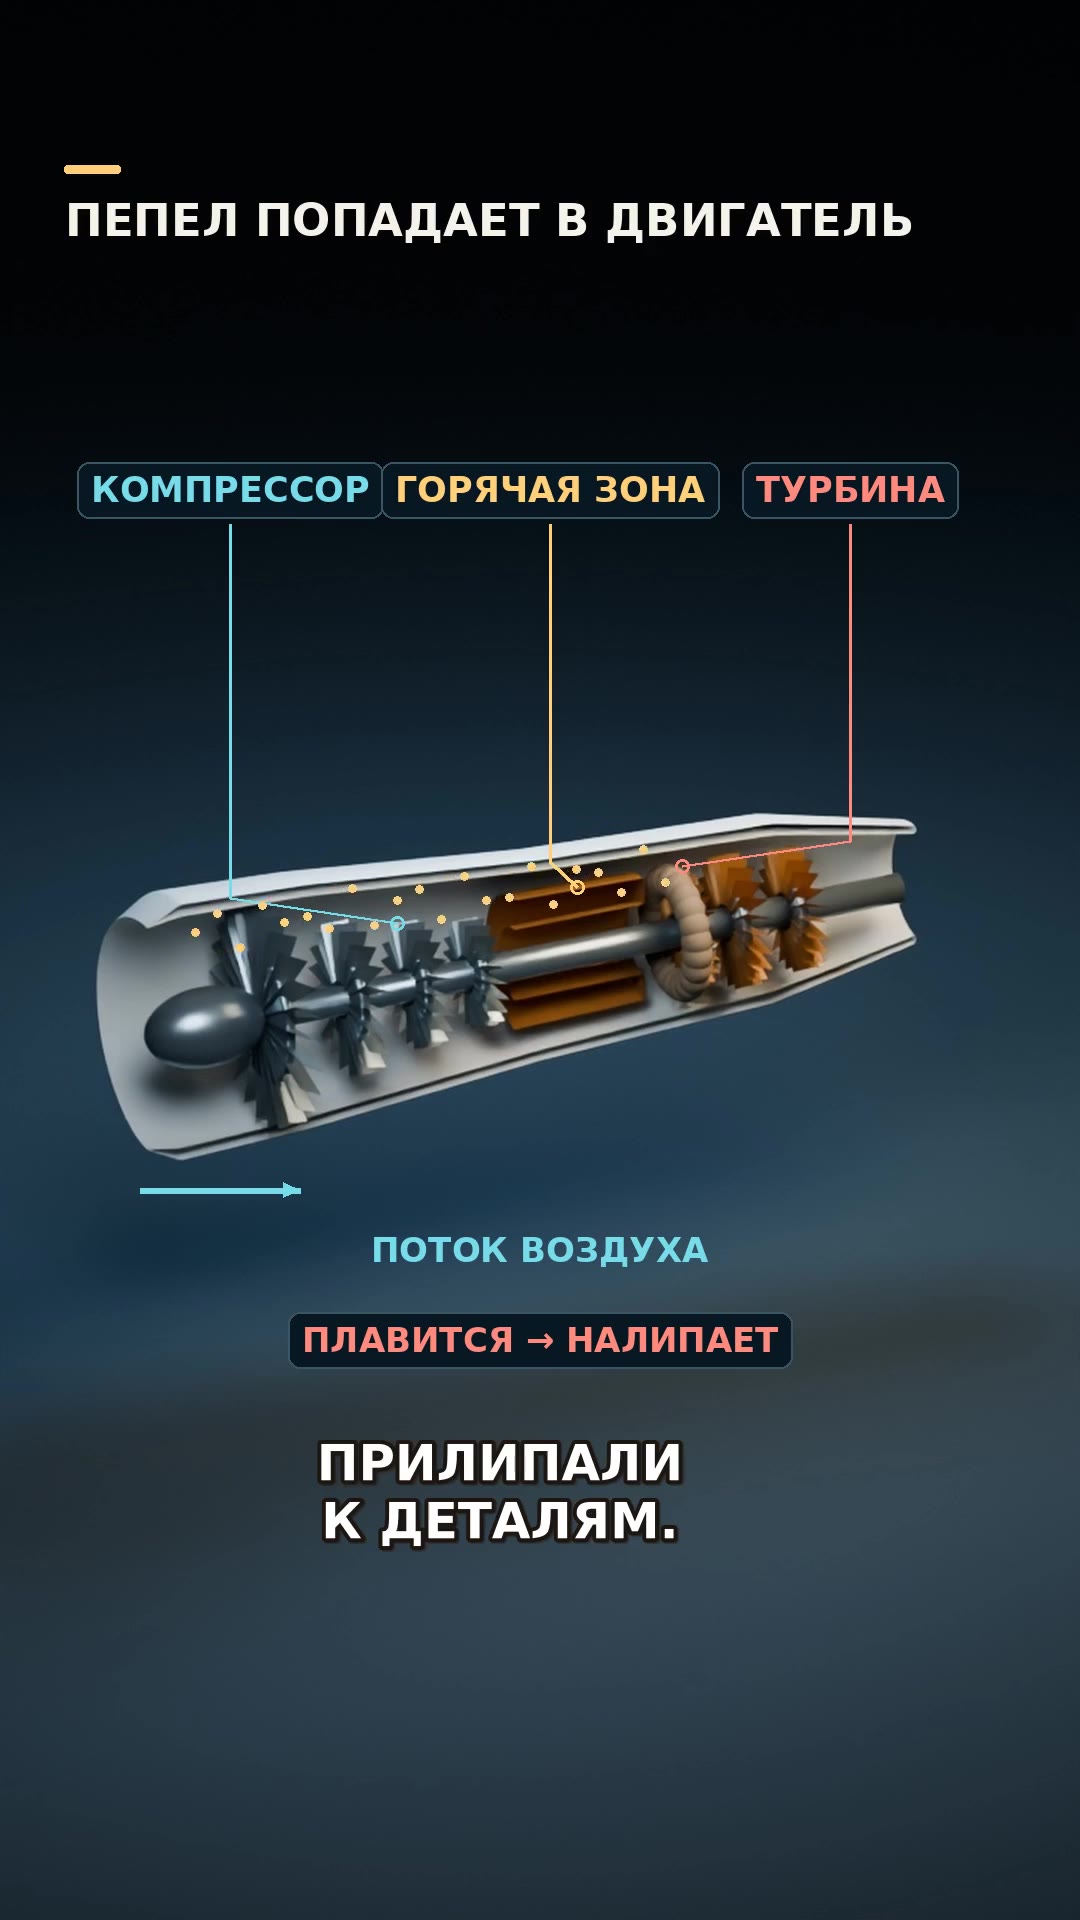 ПЕПЕЛ ПОПАДАЕТ В ДВИГАТЕЛЬ
КОМПРЕССОР ГОРЯЧАЯ ЗОНА ТУРБИНА
ПОТОК ВОЗДУХА
ПЛАВИТСЯ → НАЛИПАЕТ
ПРИЛИПАЛИ
К ДЕТАЛЯМ.